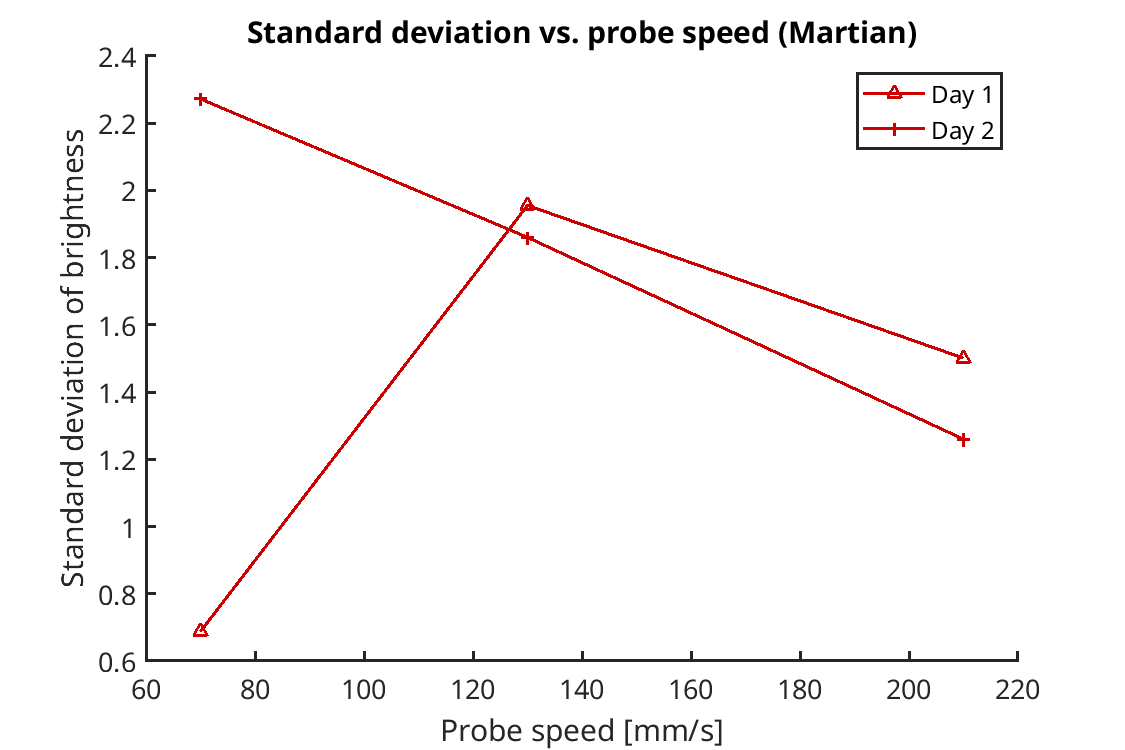 Standard deviation vs. probe speed (Martian)
2.4
2.2
2
1.8
1.6
1.4
1.2
1
0.8
0.6
Standard deviation of brightness
Day 1
Day 2
60 80 100 120 140 160 180 200 220
Probe speed [mm/s]